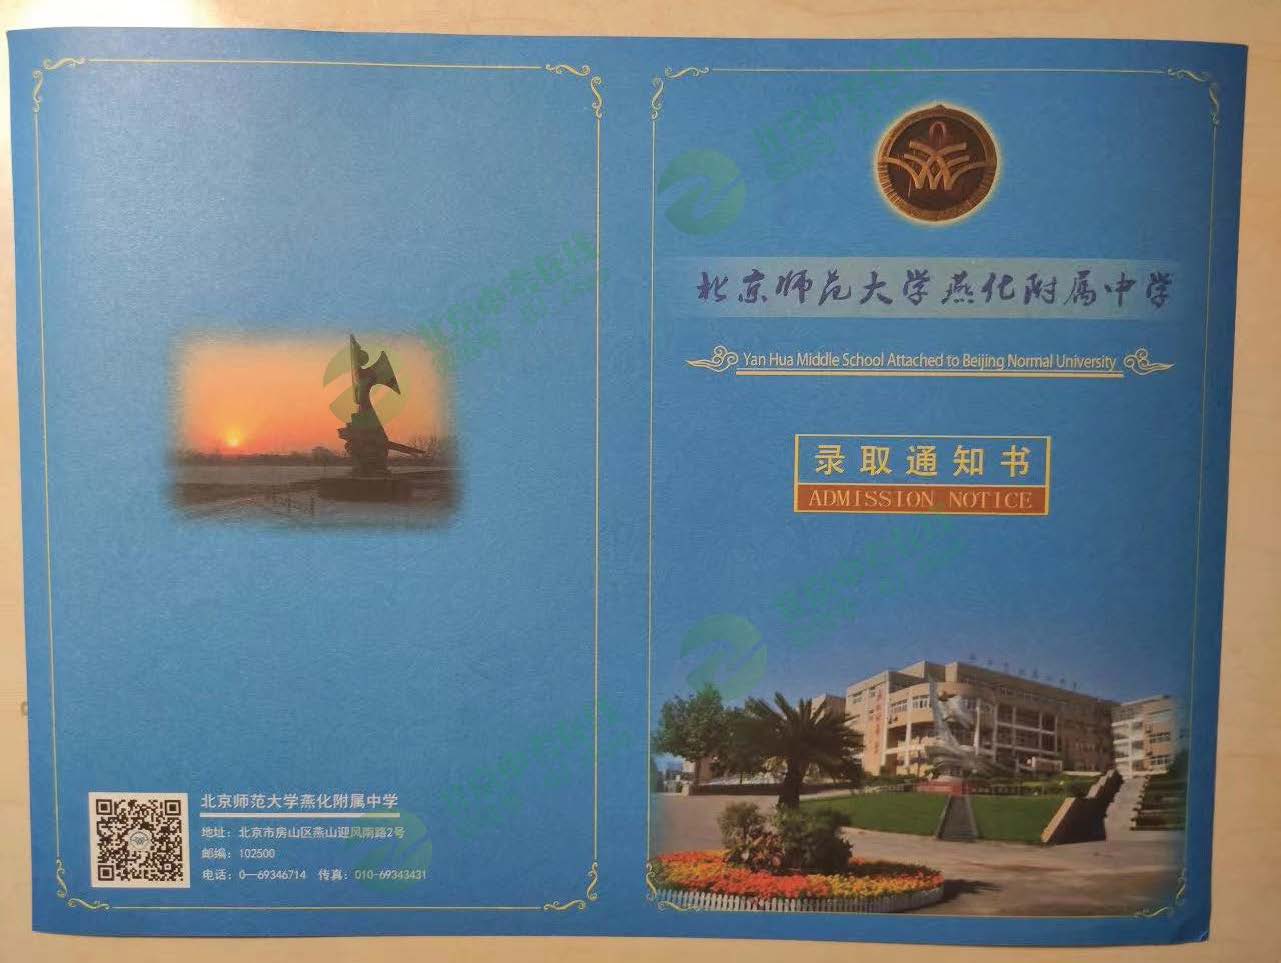 北京师范大学燕化附属中学
Yan Hua Middle School Attached to Beijing Normal University
录取通知书
ADMISSION NOTICE
北京师范大学燕化附属中学
地址：北京市房山区燕山迎风南路2号
邮编：102500
电话：0—69346714 传真：010-69343431